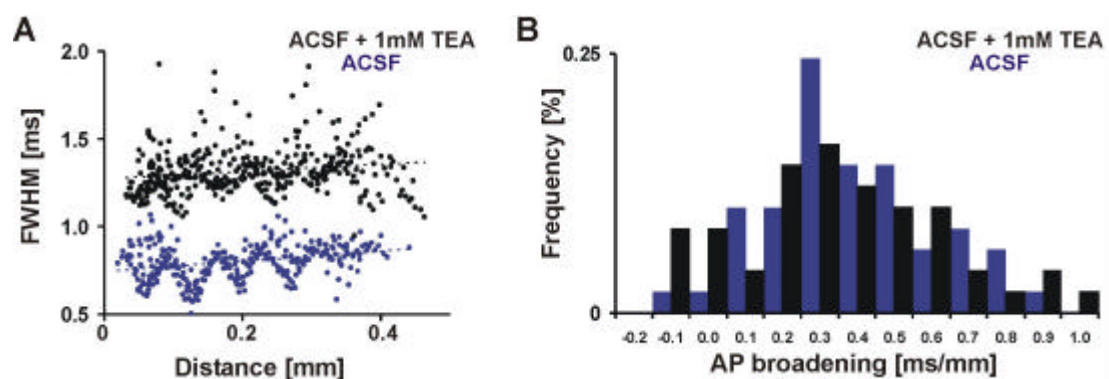 A
ACSF + 1mM TEA
ACSF
FWHM [ms]
2.0
1.5
1.0
0.5
0
0.2
0.4
Distance [mm]
B
ACSF + 1mM TEA
ACSF
Frequency [%]
0.25
0
-0.2 -0.1 0.0 0.1 0.2 0.3 0.4 0.5 0.6 0.7 0.8 0.9 1.0
AP broadening [ms/mm]